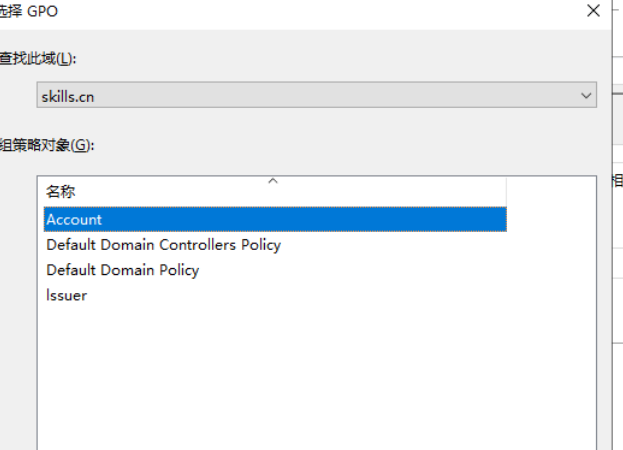 选择 GPO
查找此域(L):
skills.cn
组策略对象(G):
名称
Account
Default Domain Controllers Policy
Default Domain Policy
lssuer
相